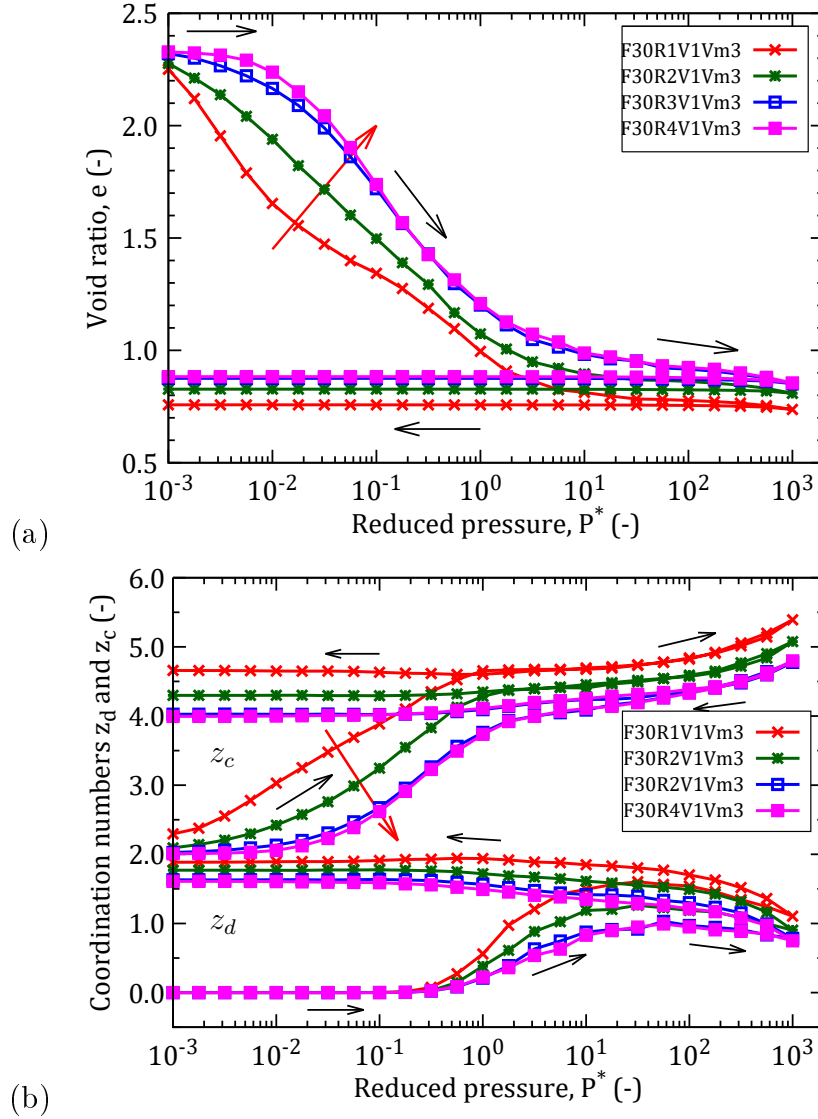 2.5
2.0
1.5
1.0
0.5
Void ratio, e (-)
F30R1V1Vm3
F30R2V1Vm3
F30R3V1Vm3
F30R4V1Vm3
10^-3 10^-2 10^-1 10^0 10^1 10^2 10^3
Reduced pressure, P* (-)
(a)
6.0
5.0
4.0
3.0
2.0
1.0
0.0
Coordination numbers z_d and z_c (-)
z_c
z_d
F30R1V1Vm3
F30R2V1Vm3
F30R2V1Vm3
F30R4V1Vm3
10^-3 10^-2 10^-1 10^0 10^1 10^2 10^3
Reduced pressure, P* (-)
(b)